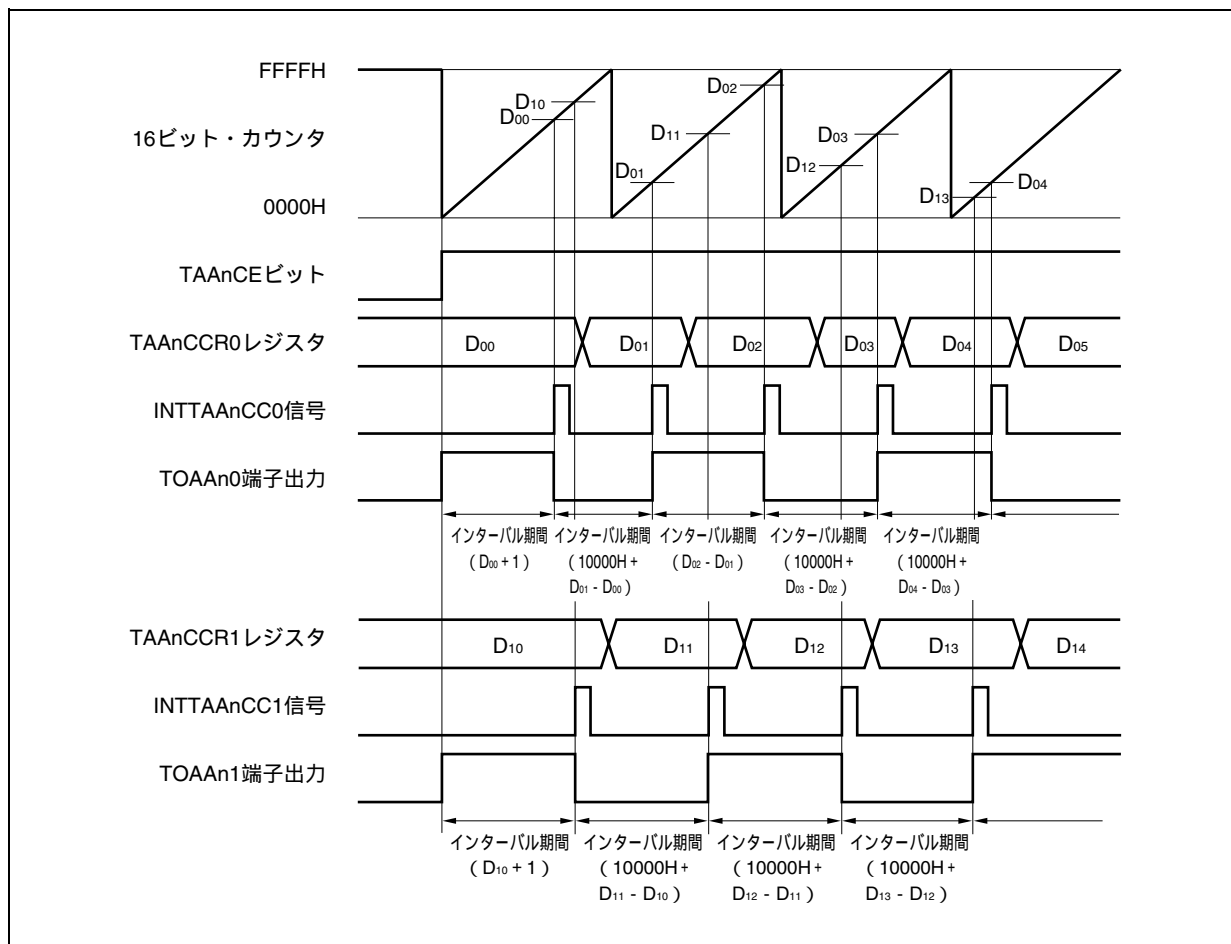 FFFFH
16ビット・カウンタ
0000H
D10
D00
D01
D11
D02
D12
D03
D13
D04
TAAnCEビット
TAAnCCR0レジスタ
D00
D01
D02
D03
D04
D05
INTTAAnCC0信号
TOAAn0端子出力
インターバル期間
(D00 + 1)
インターバル期間
(10000H +
D01 - D00)
インターバル期間
(D02 - D01)
インターバル期間
(10000H +
D03 - D02)
インターバル期間
(10000H +
D04 - D03)
TAAnCCR1レジスタ
D10
D11
D12
D13
D14
INTTAAnCC1信号
TOAAn1端子出力
インターバル期間
(D10 + 1)
インターバル期間
(10000H +
D11 - D10)
インターバル期間
(10000H +
D12 - D11)
インターバル期間
(10000H +
D13 - D12)